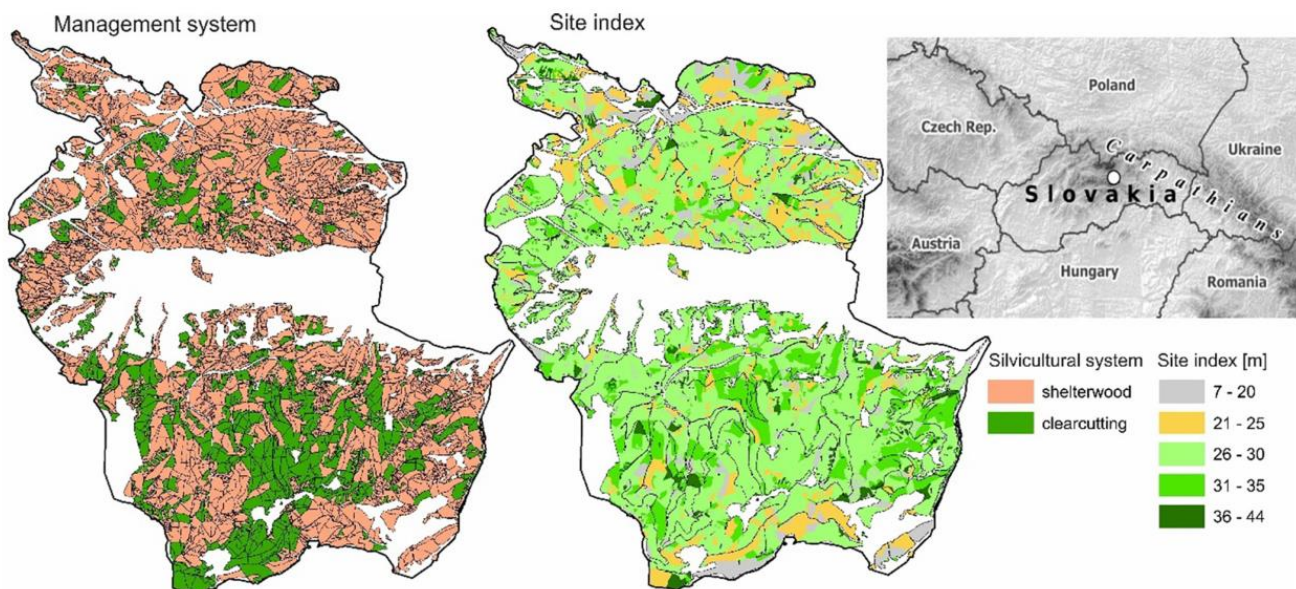 Management system
Site index
Poland
Czech Rep.
Ukraine
Carpathians
Slovakia
Austria
Hungary
Romania
Silvicultural system
shelterwood
clearcutting
Site index [m]
7 - 20
21 - 25
26 - 30
31 - 35
36 - 44